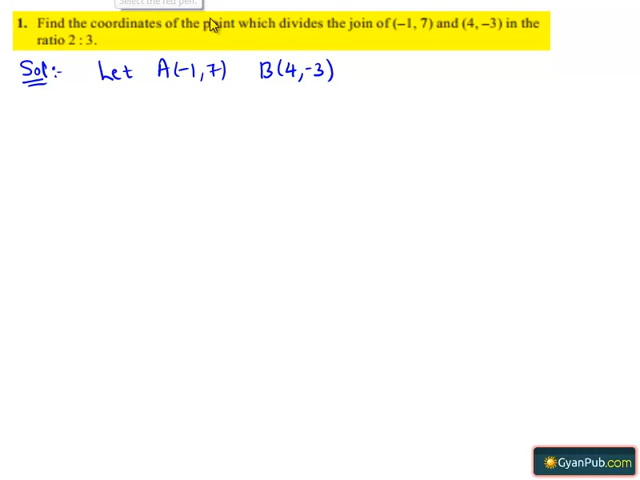 Select the red pen.
1. Find the coordinates of the point which divides the join of (–1, 7) and (4, –3) in the
ratio 2 : 3.
Sol:- Let A(-1,7) B(4,-3)
GyanPub.com